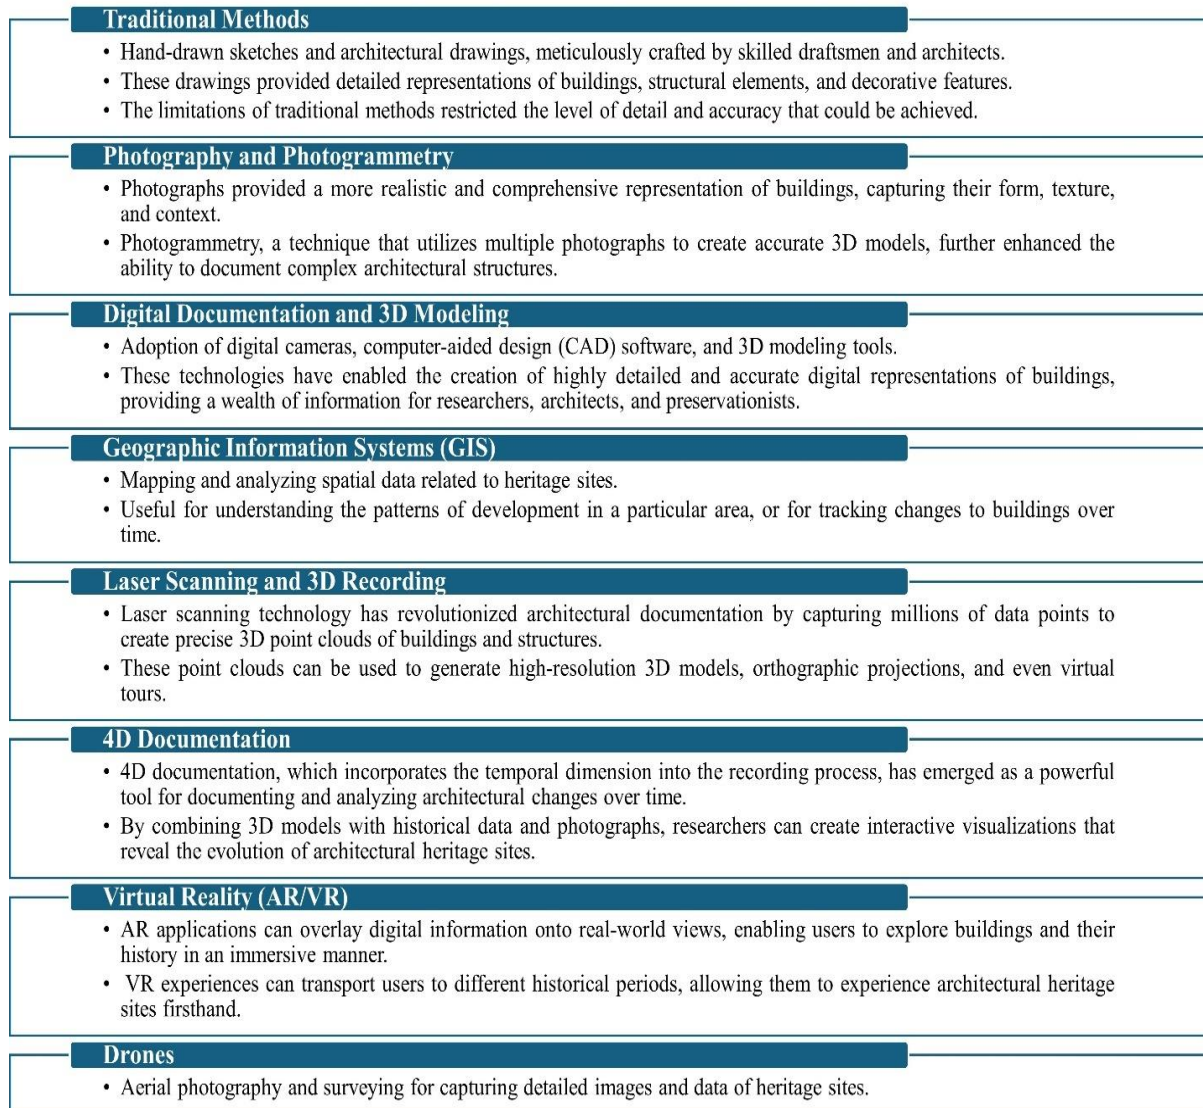 Traditional Methods
• Hand-drawn sketches and architectural drawings, meticulously crafted by skilled draftsmen and architects.
• These drawings provided detailed representations of buildings, structural elements, and decorative features.
• The limitations of traditional methods restricted the level of detail and accuracy that could be achieved.
Photography and Photogrammetry
• Photographs provided a more realistic and comprehensive representation of buildings, capturing their form, texture,
and context.
• Photogrammetry, a technique that utilizes multiple photographs to create accurate 3D models, further enhanced the
ability to document complex architectural structures.
Digital Documentation and 3D Modeling
• Adoption of digital cameras, computer-aided design (CAD) software, and 3D modeling tools.
• These technologies have enabled the creation of highly detailed and accurate digital representations of buildings,
providing a wealth of information for researchers, architects, and preservationists.
Geographic Information Systems (GIS)
• Mapping and analyzing spatial data related to heritage sites.
• Useful for understanding the patterns of development in a particular area, or for tracking changes to buildings over
time.
Laser Scanning and 3D Recording
• Laser scanning technology has revolutionized architectural documentation by capturing millions of data points to
create precise 3D point clouds of buildings and structures.
• These point clouds can be used to generate high-resolution 3D models, orthographic projections, and even virtual
tours.
4D Documentation
• 4D documentation, which incorporates the temporal dimension into the recording process, has emerged as a powerful
tool for documenting and analyzing architectural changes over time.
• By combining 3D models with historical data and photographs, researchers can create interactive visualizations that
reveal the evolution of architectural heritage sites.
Virtual Reality (AR/VR)
• AR applications can overlay digital information onto real-world views, enabling users to explore buildings and their
history in an immersive manner.
• VR experiences can transport users to different historical periods, allowing them to experience architectural heritage
sites firsthand.
Drones
• Aerial photography and surveying for capturing detailed images and data of heritage sites.